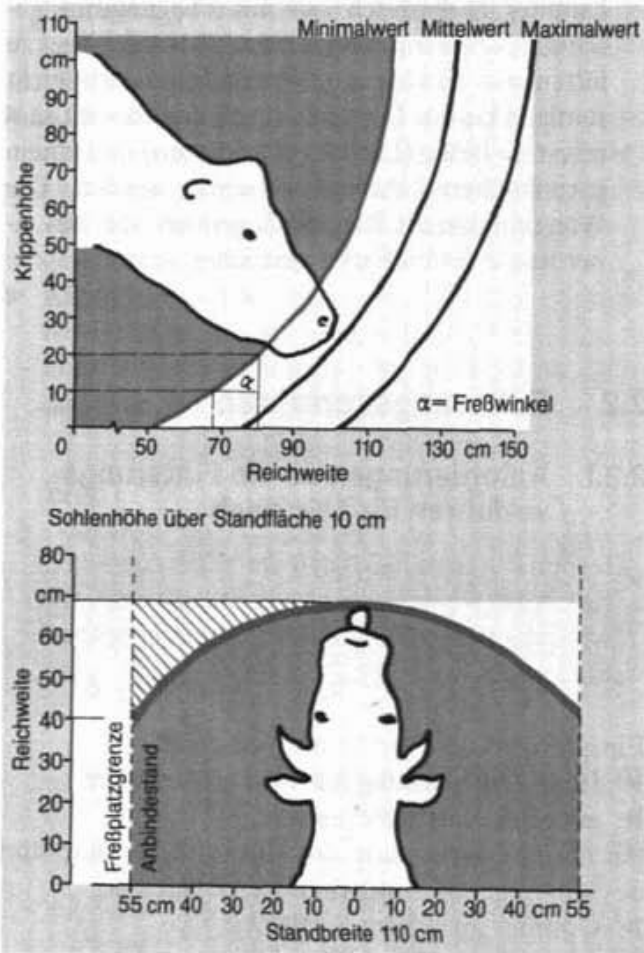 110
cm
90
80
70
60
50
40
30
20
10
0
Krippenhöhe
Minimalwert Mittelwert Maximalwert
α
α= Freßwinkel
0 50 70 90 110 130 cm 150
Reichweite
Sohlenhöhe über Standfläche 10 cm
80
cm
60
50
40
30
20
10
0
Reichweite
Freßplatzgrenze
Anbindestand
55 cm 40 30 20 10 0 10 20 30 40 cm 55
Standbreite 110 cm